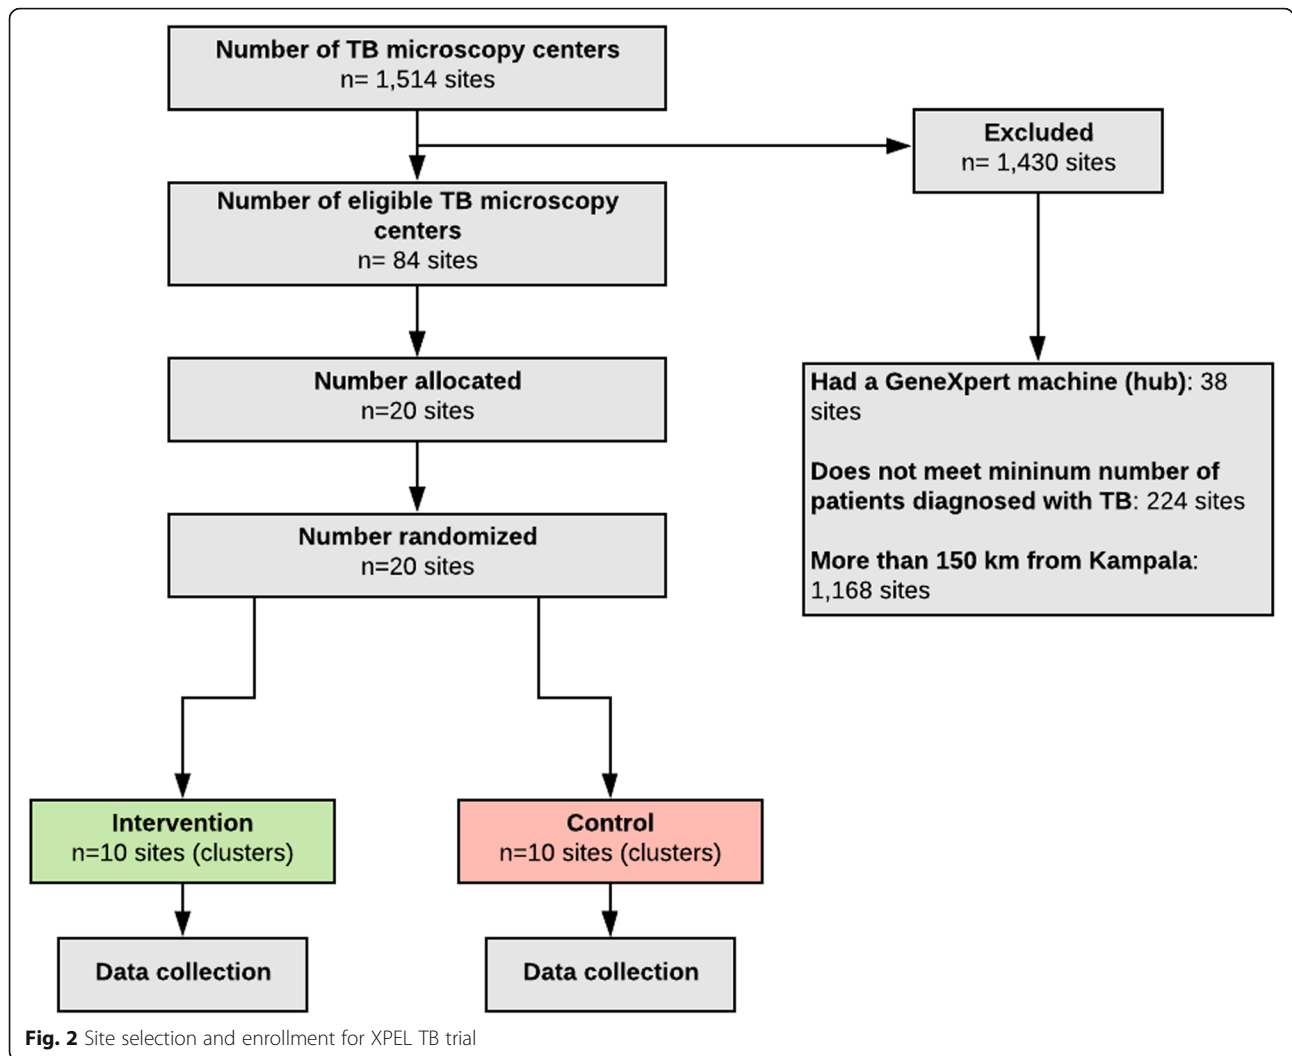 Number of TB microscopy centers
n= 1,514 sites
Excluded
n= 1,430 sites
Number of eligible TB microscopy
centers
n= 84 sites
Number allocated
n=20 sites
Had a GeneXpert machine (hub): 38
sites
Does not meet mininum number of
patients diagnosed with TB: 224 sites
More than 150 km from Kampala:
1,168 sites
Number randomized
n=20 sites
Intervention
n=10 sites (clusters)
Control
n=10 sites (clusters)
Data collection
Data collection
Fig. 2 Site selection and enrollment for XPEL TB trial